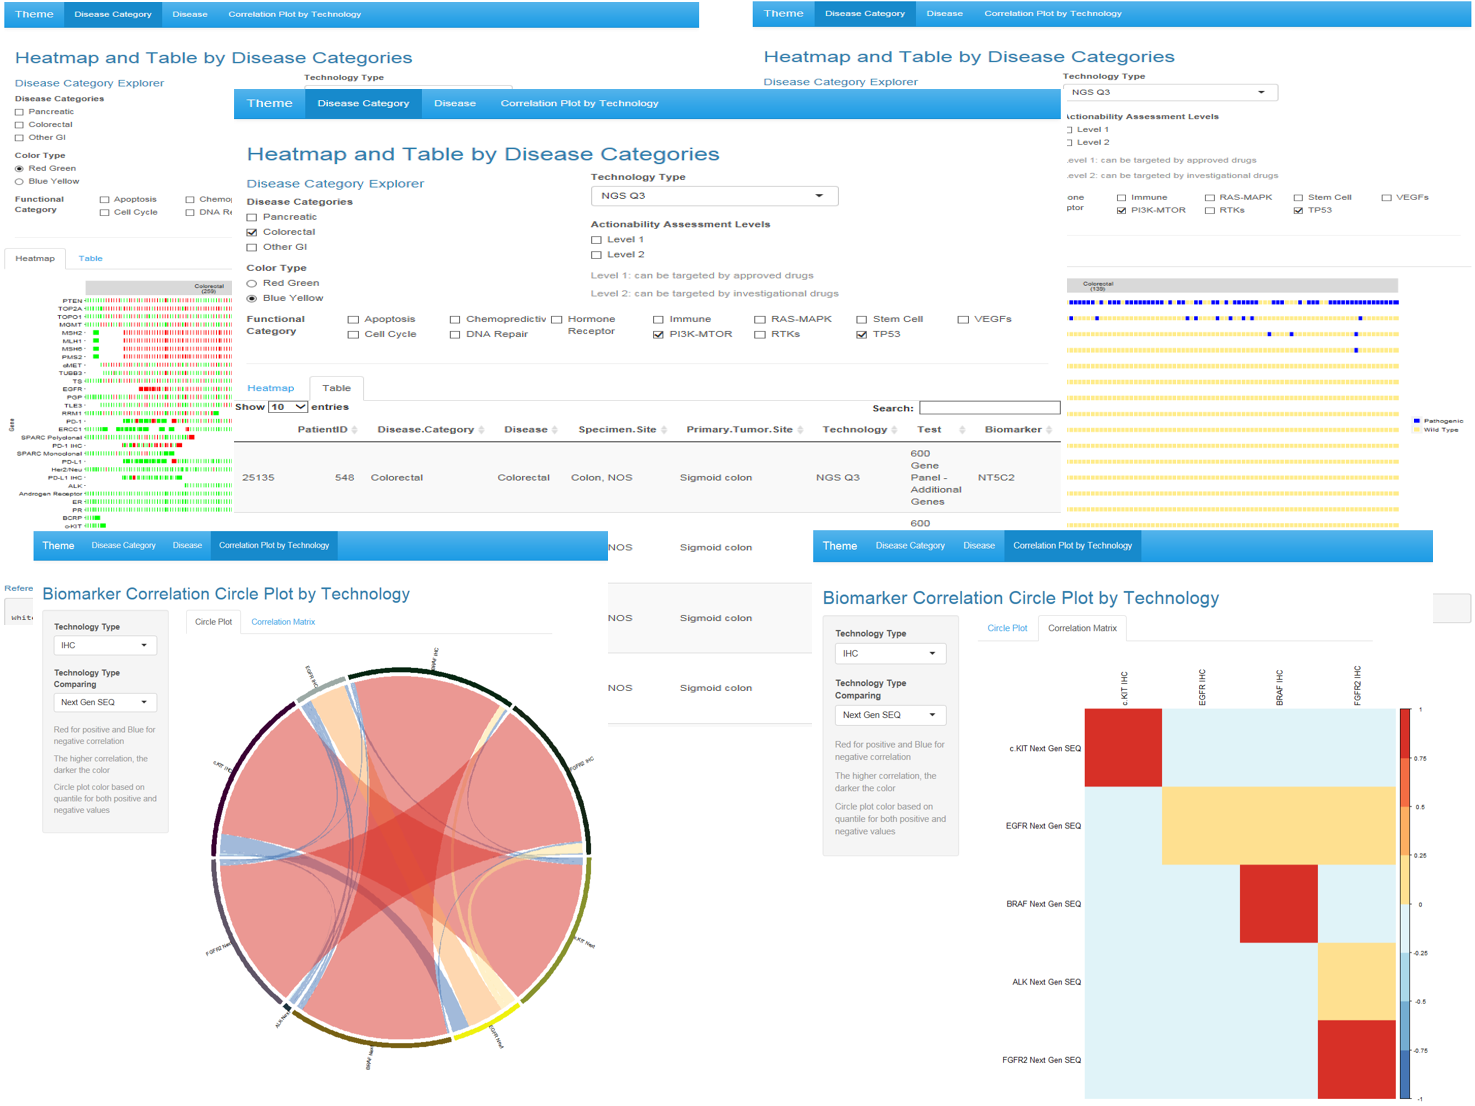 Theme Disease Category Disease Correlation Plot by Technology
Heatmap and Table by Disease Categories
Disease Category Explorer
Technology Type
Disease Categories
Pancreatic
Colorectal
Other GI
Color Type
Red Green
Blue Yellow
Functional Category
Apoptosis
Cell Cycle
Heatmap Table
Colorectal
(259)
Gene
PTEN
TOP2A
TOPO1
MGMT
MSH2
MLH1
MSH6
PMS2
cMET
TUBB3
TS
EGFR
PGP
TLE3
RRM1
PD-1
ERCC1
SPARC Polyclonal
PD-1 IHC
SPARC Monoclonal
PD-L1
Her2/Neu
PD-L1 IHC
ALK
Androgen Receptor
ER
PR
BCRP
c-KIT
Refere
white
Theme Disease Category Disease Correlation Plot by Technology
Heatmap and Table by Disease Categories
Disease Category Explorer
Technology Type
NGS Q3
Actionability Assessment Levels
Level 1
Level 2
Level 1: can be targeted by approved drugs
Level 2: can be targeted by investigational drugs
Immune RAS-MAPK Stem Cell VEGFs
PI3K-MTOR RTKs TP53
Colorectal
(139)
Pathogenic
Wild Type
Theme Disease Category Disease Correlation Plot by Technology
Heatmap and Table by Disease Categories
Disease Category Explorer
Disease Categories
Pancreatic
Colorectal
Other GI
Color Type
Red Green
Blue Yellow
Technology Type
NGS Q3
Actionability Assessment Levels
Level 1
Level 2
Level 1: can be targeted by approved drugs
Level 2: can be targeted by investigational drugs
Functional Category
Apoptosis Chemopredictiv Hormone Receptor Immune RAS-MAPK Stem Cell VEGFs
Cell Cycle DNA Repair PI3K-MTOR RTKs TP53
Heatmap Table
Show 10 entries Search:
PatientID Disease.Category Disease Specimen.Site Primary.Tumor.Site Technology Test Biomarker
25135 548 Colorectal Colorectal Colon, NOS Sigmoid colon NGS Q3 600 Gene Panel - Additional Genes NT5C2
600
NOS Sigmoid colon
NOS Sigmoid colon
NOS Sigmoid colon
Theme Disease Category Disease Correlation Plot by Technology
Biomarker Correlation Circle Plot by Technology
Technology Type
IHC
Technology Type
Comparing
Next Gen SEQ
Red for positive and Blue for
negative correlation
The higher correlation, the
darker the color
Circle plot color based on
quantile for both positive and
negative values
Circle Plot Correlation Matrix
EGFR IHC
BRAF IHC
FGFR2 IHC
c.KIT IHC
c.KIT Next
FGFR2 Next
ALK Next
BRAF Next
EGFR Next
Theme Disease Category Disease Correlation Plot by Technology
Biomarker Correlation Circle Plot by Technology
Technology Type
IHC
Technology Type
Comparing
Next Gen SEQ
Red for positive and Blue for
negative correlation
The higher correlation, the
darker the color
Circle plot color based on
quantile for both positive and
negative values
Circle Plot Correlation Matrix
c.KIT IHC
EGFR IHC
BRAF IHC
FGFR2 IHC
c.KIT Next Gen SEQ
EGFR Next Gen SEQ
BRAF Next Gen SEQ
ALK Next Gen SEQ
FGFR2 Next Gen SEQ
1
0.75
0.5
0.25
0
-0.25
-0.5
-0.75
-1